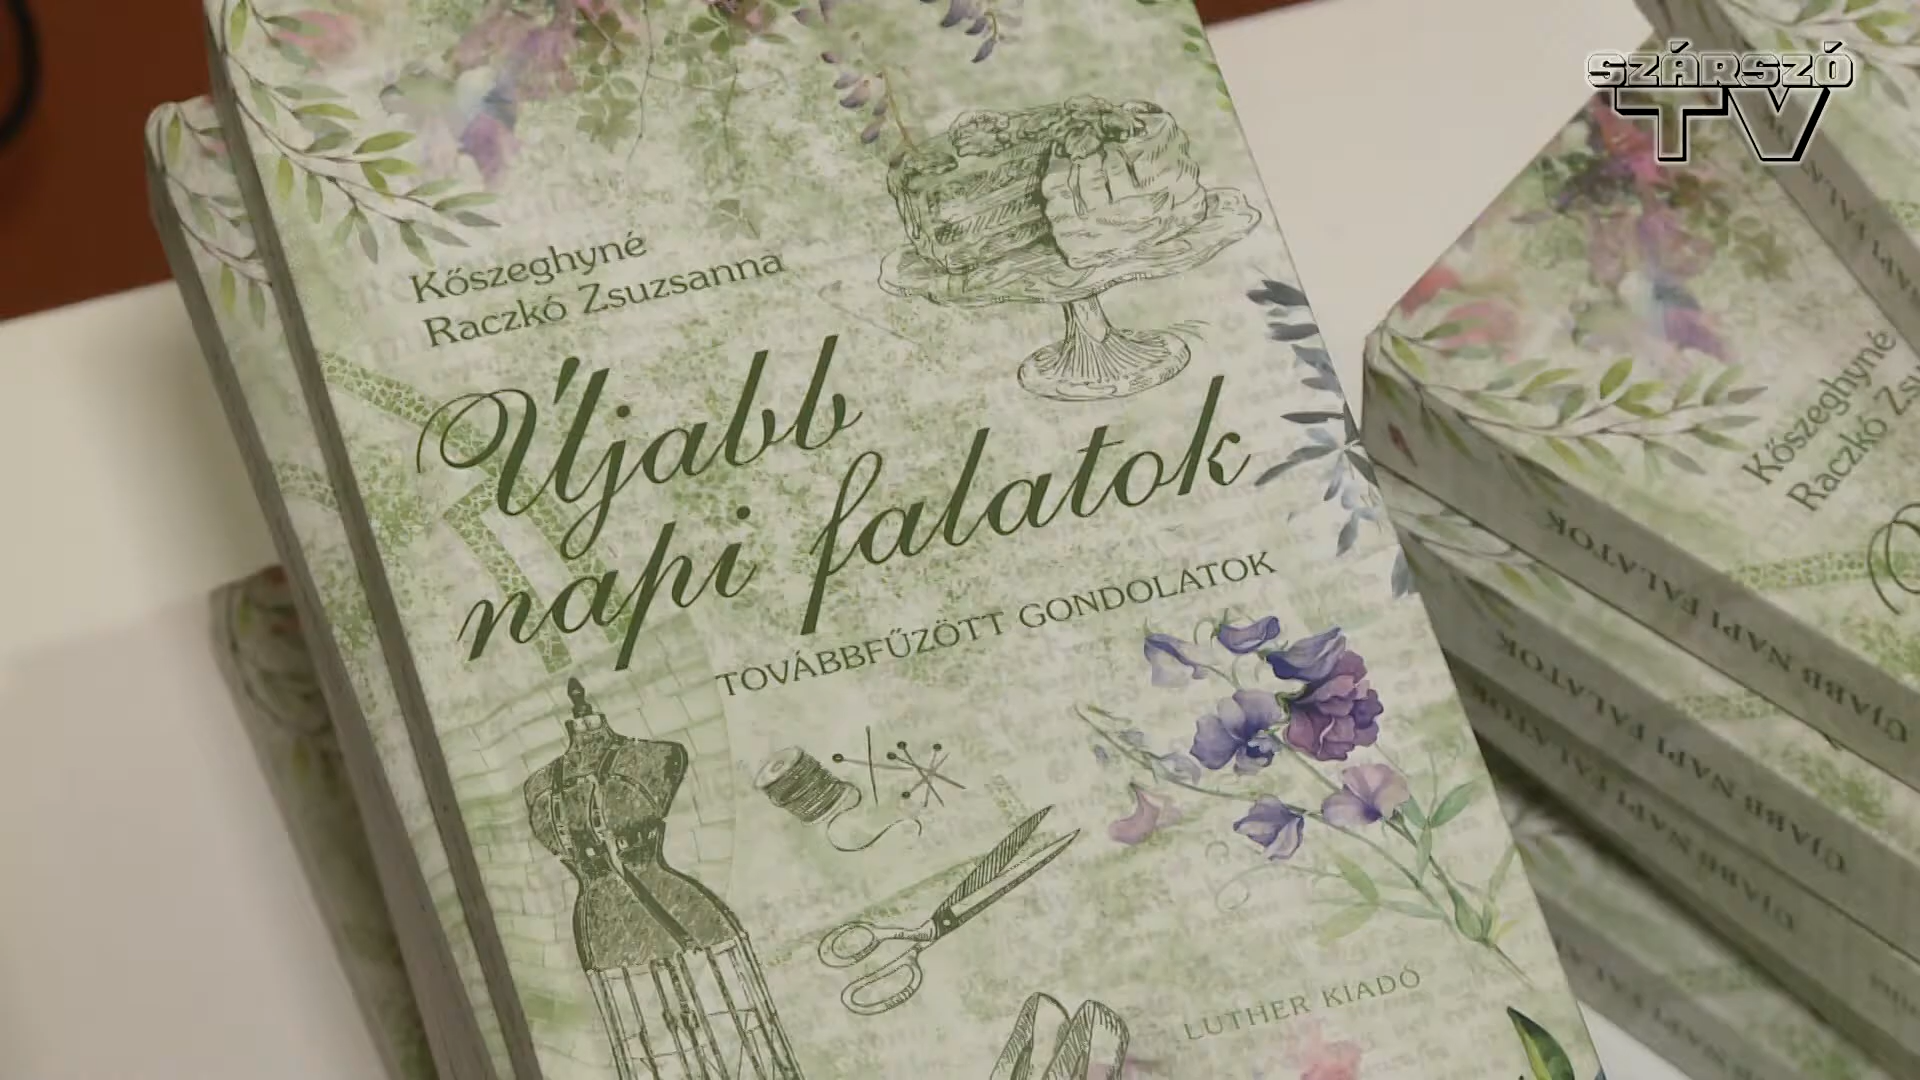 SZÁRSZÓ
TV
Kőszeghyné
Raczkó Zsuzsanna
Újabb
napi falatok
TOVÁBBFŰZÖTT GONDOLATOK
LUTHER KIADÓ
Kőszeghyné
Raczkó
ÚJABB NAPI FALATOK
ÚJABB NAPI FALATOK
ÚJABB NAPI FALATOK